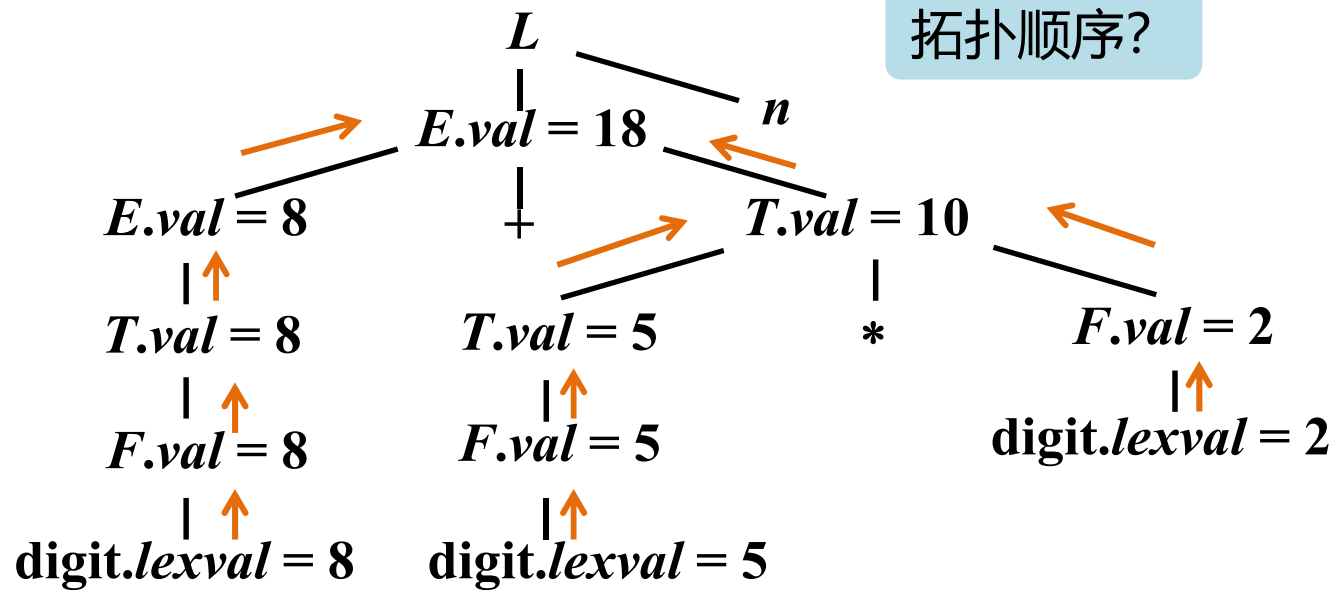 拓扑顺序?
L
n
E.val = 18
E.val = 8
+
T.val = 10
T.val = 8
T.val = 5
*
F.val = 2
F.val = 8
F.val = 5
digit.lexval = 2
digit.lexval = 8
digit.lexval = 5